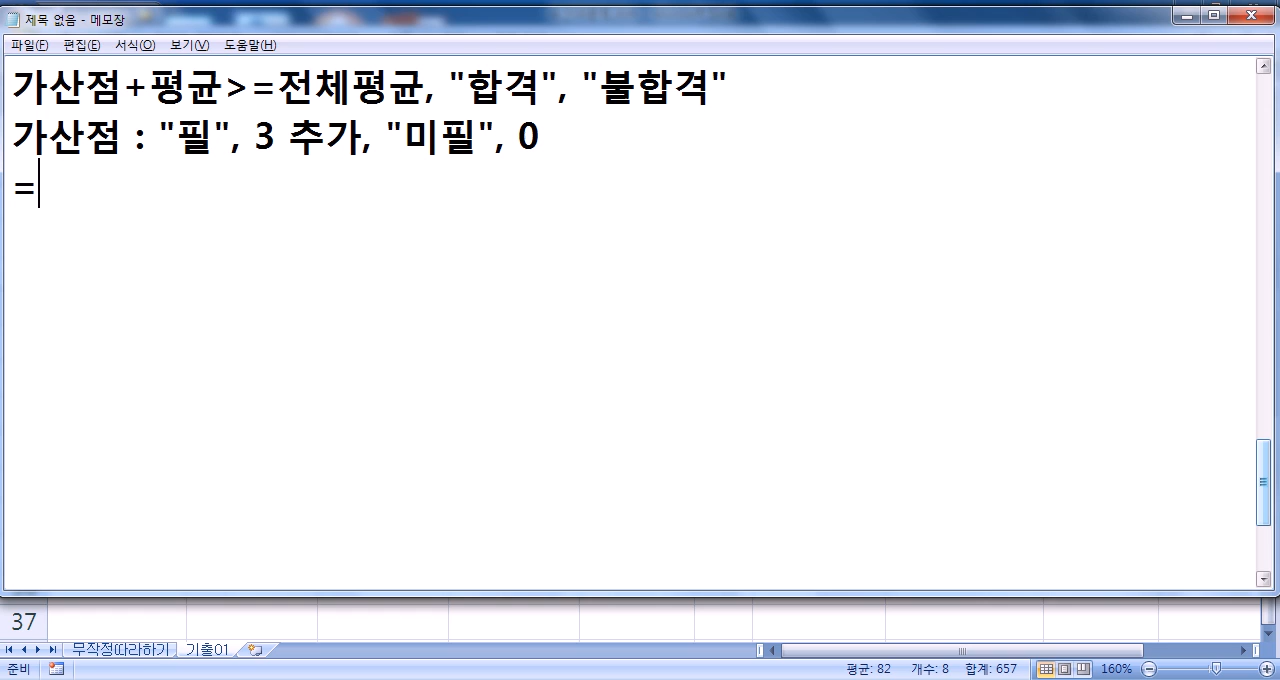 제목 없음 - 메모장
파일(F) 편집(E) 서식(O) 보기(V) 도움말(H)
가산점+평균>=전체평균, "합격", "불합격"
가산점 : "필", 3 추가, "미필", 0
=
37
무작정따라하기 기출01
준비 평균: 82 개수: 8 합계: 657 160%